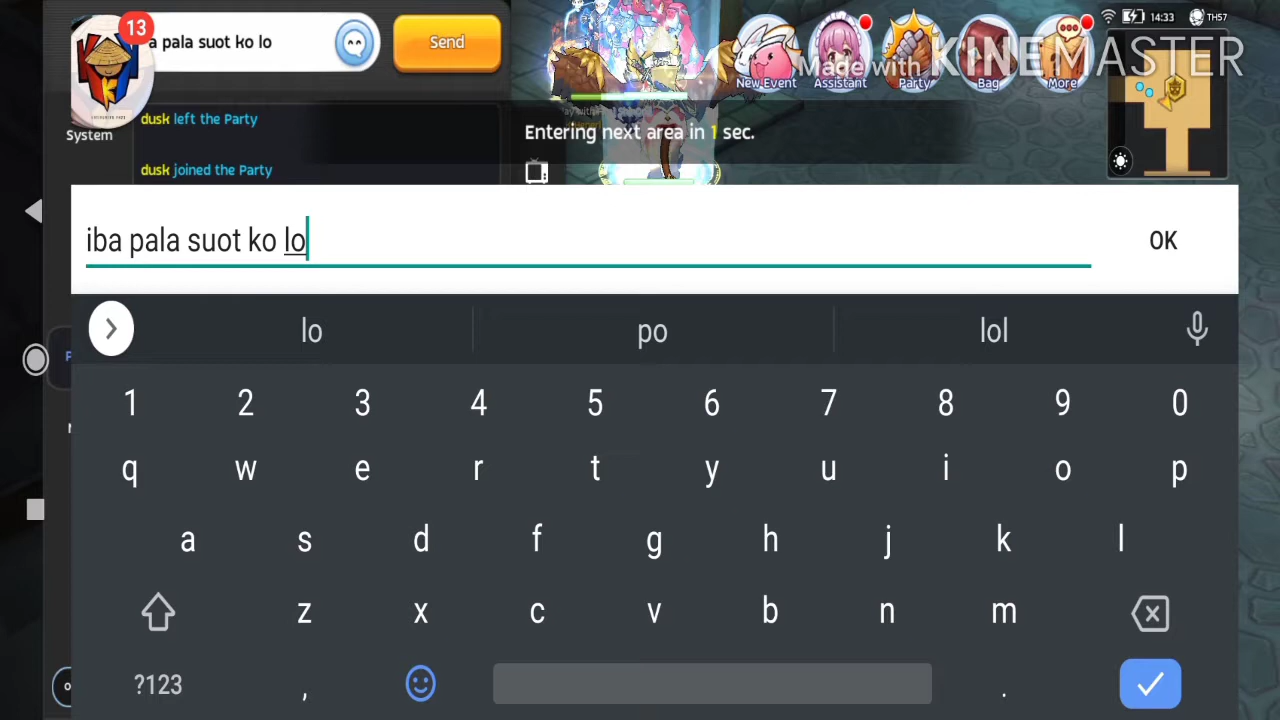 13
a pala suot ko lo
Send
New Event
Assistant
Party
Bag
More
14:33
TH57
Made with KINEMASTER
System
dusk left the Party
Entering next area in 1 sec.
dusk joined the Party
iba pala suot ko lo
OK
lo po lol
1 2 3 4 5 6 7 8 9 0
q w e r t y u i o p
a s d f g h j k l
z x c v b n m
?123 , .